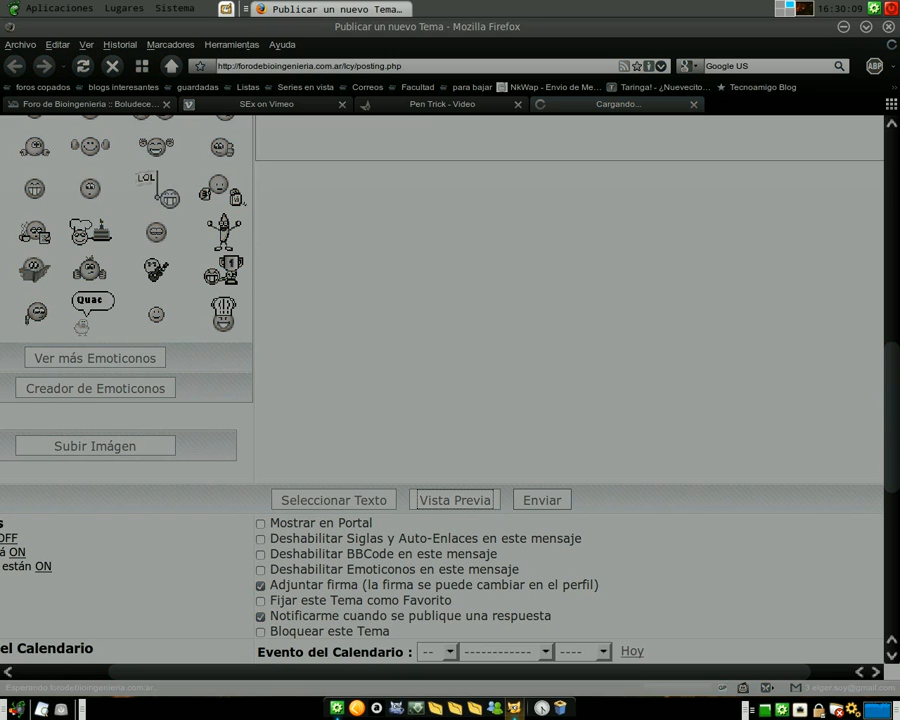 Aplicaciones Lugares Sistema Publicar un nuevo Tema... 16:30:09
Publicar un nuevo Tema - Mozilla Firefox
Archivo Editar Ver Historial Marcadores Herramientas Ayuda
http://forodebioingenieria.com.ar/lcy/posting.php Google US ABP
foros copados blogs interesantes guardadas Listas Series en vista Correos Facultad para bajar NkWap - Envio de Me... Taringa! - ¿Nuevecito... Tecnoamigo Blog
Foro de Bioingenieria :: Boludece... SEx on Vimeo Pen Trick - Video Cargando...
LOL
Quac
Ver más Emoticonos
Creador de Emoticonos
Subir Imágen
Seleccionar Texto Vista Previa Enviar
s
OFF
á ON
están ON
Mostrar en Portal
Deshabilitar Siglas y Auto-Enlaces en este mensaje
Deshabilitar BBCode en este mensaje
Deshabilitar Emoticonos en este mensaje
Adjuntar firma (la firma se puede cambiar en el perfil)
Fijar este Tema como Favorito
Notificarme cuando se publique una respuesta
Bloquear este Tema
el Calendario
Evento del Calendario : -- ------------ ---- Hoy
Esperando forodebioingenieria.com.ar...